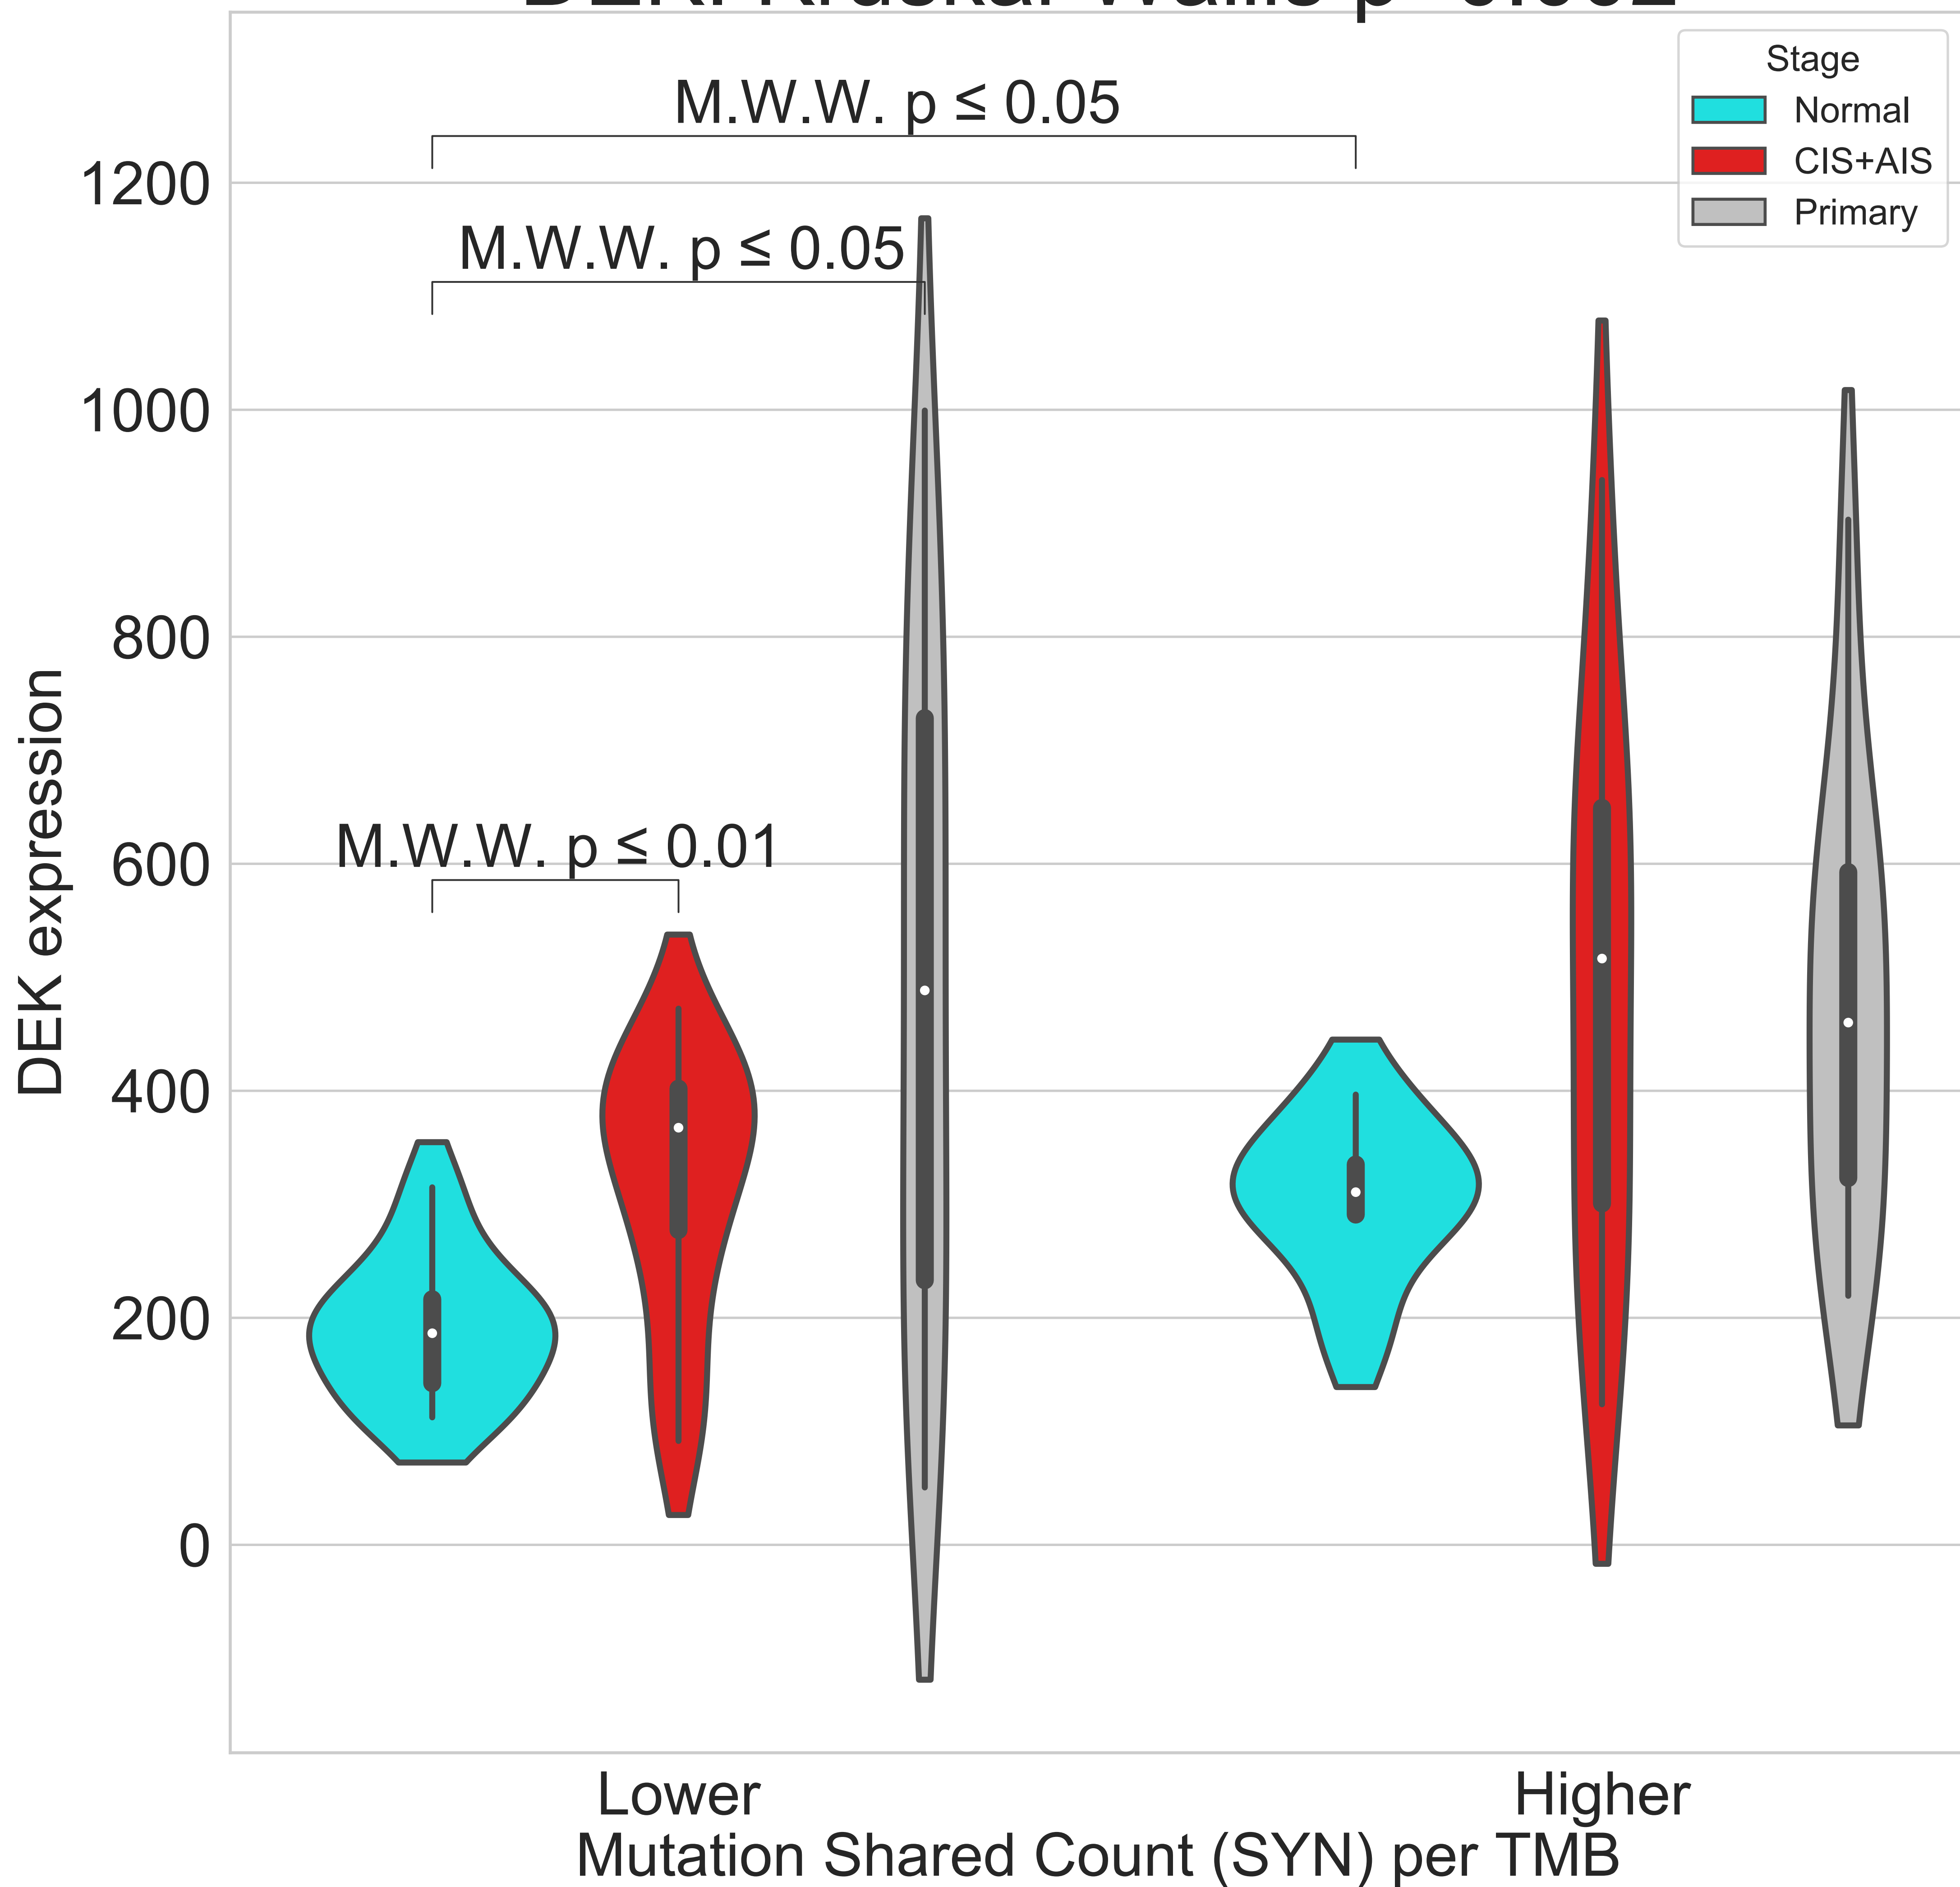 Stage
Normal
CIS+AIS
Primary
M.W.W. p ≤ 0.05
M.W.W. p ≤ 0.05
M.W.W. p ≤ 0.01
1200
1000
800
600
400
200
0
DEK expression
Lower
Higher
Mutation Shared Count (SYN) per TMB